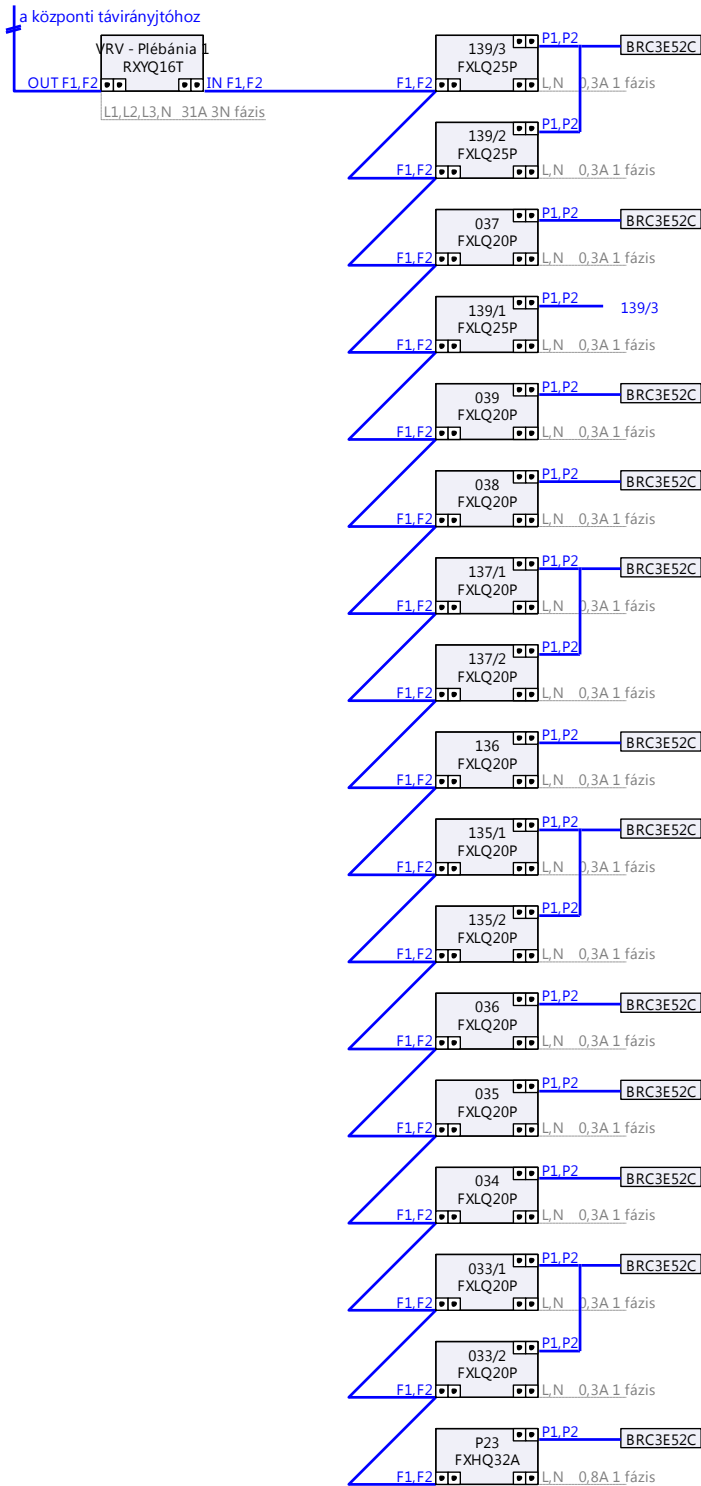 a központi távirányjtóhoz
VRV - Plébánia 1
RXYQ16T
OUT F1,F2
IN F1,F2
L1,L2,L3,N 31A 3N fázis
139/3
FXLQ25P
P1,P2
BRC3E52C
F1,F2
L,N 0,3A 1 fázis
139/2
FXLQ25P
P1,P2
F1,F2
L,N 0,3A 1 fázis
037
FXLQ20P
P1,P2
BRC3E52C
F1,F2
L,N 0,3A 1 fázis
139/1
FXLQ25P
P1,P2
139/3
F1,F2
L,N 0,3A 1 fázis
039
FXLQ20P
P1,P2
BRC3E52C
F1,F2
L,N 0,3A 1 fázis
038
FXLQ20P
P1,P2
BRC3E52C
F1,F2
L,N 0,3A 1 fázis
137/1
FXLQ20P
P1,P2
BRC3E52C
F1,F2
L,N 0,3A 1 fázis
137/2
FXLQ20P
P1,P2
F1,F2
L,N 0,3A 1 fázis
136
FXLQ20P
P1,P2
BRC3E52C
F1,F2
L,N 0,3A 1 fázis
135/1
FXLQ20P
P1,P2
BRC3E52C
F1,F2
L,N 0,3A 1 fázis
135/2
FXLQ20P
P1,P2
F1,F2
L,N 0,3A 1 fázis
036
FXLQ20P
P1,P2
BRC3E52C
F1,F2
L,N 0,3A 1 fázis
035
FXLQ20P
P1,P2
BRC3E52C
F1,F2
L,N 0,3A 1 fázis
034
FXLQ20P
P1,P2
BRC3E52C
F1,F2
L,N 0,3A 1 fázis
033/1
FXLQ20P
P1,P2
BRC3E52C
F1,F2
L,N 0,3A 1 fázis
033/2
FXLQ20P
P1,P2
F1,F2
L,N 0,3A 1 fázis
P23
FXHQ32A
P1,P2
BRC3E52C
F1,F2
L,N 0,8A 1 fázis